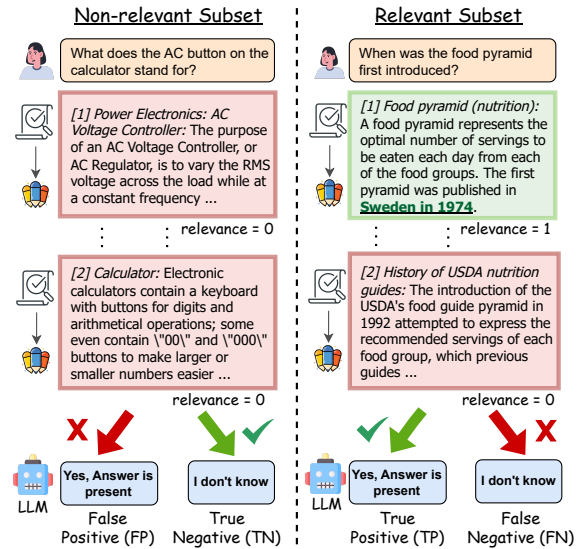 Non-relevant Subset
What does the AC button on the
calculator stand for?
[1] Power Electronics: AC
Voltage Controller: The purpose
of an AC Voltage Controller, or
AC Regulator, is to vary the RMS
voltage across the load while at
a constant frequency ...
relevance = 0
[2] Calculator: Electronic
calculators contain a keyboard
with buttons for digits and
arithmetical operations; some
even contain \"00\" and \"000\"
buttons to make larger or
smaller numbers easier ...
relevance = 0
LLM
Yes, Answer is
present
I don't know
False
Positive (FP)
True
Negative (TN)
Relevant Subset
When was the food pyramid
first introduced?
[1] Food pyramid (nutrition):
A food pyramid represents the
optimal number of servings to
be eaten each day from each
of the food groups. The first
pyramid was published in
Sweden in 1974.
relevance = 1
[2] History of USDA nutrition
guides: The introduction of the
USDA's food guide pyramid in
1992 attempted to express the
recommended servings of each
food group, which previous
guides ...
relevance = 0
LLM
Yes, Answer is
present
I don't know
True
Positive (TP)
False
Negative (FN)